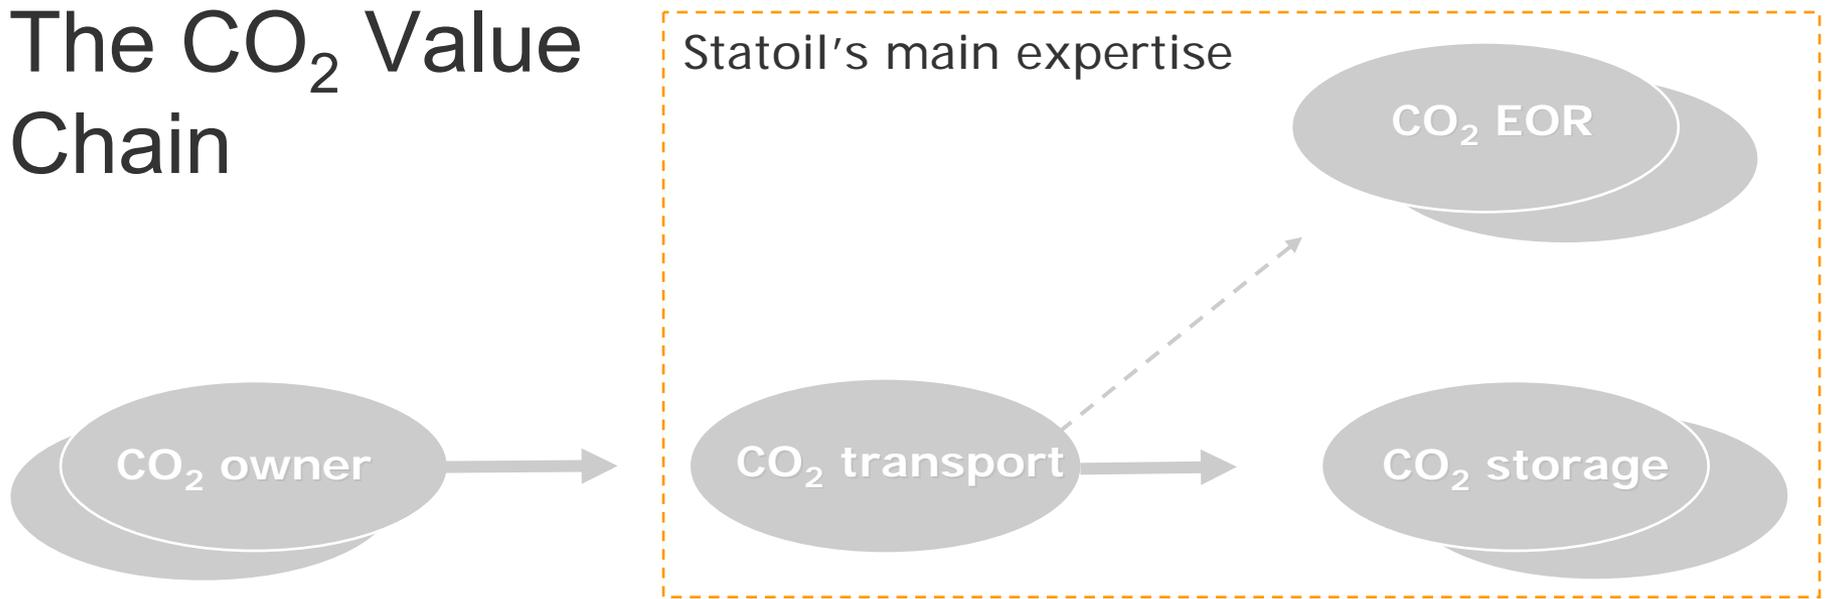 The CO₂ Value
Chain
Statoil’s main expertise
CO₂ EOR
CO₂ owner
CO₂ transport
CO₂ storage